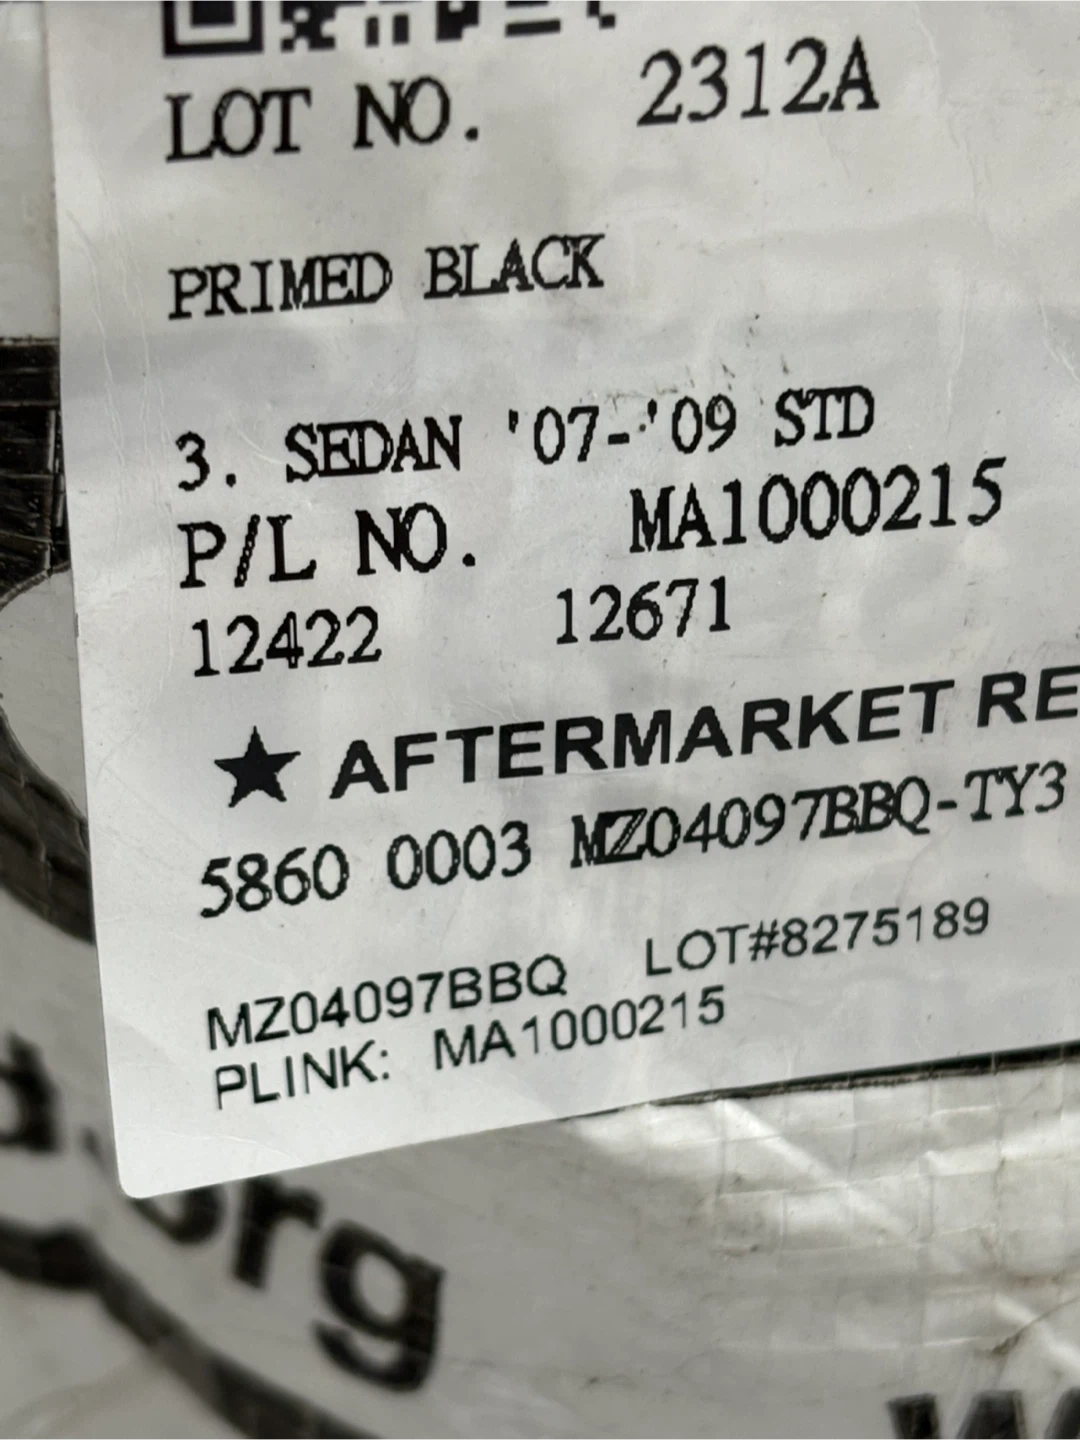 LOT NO. 2312A
PRIMED BLACK
3. SEDAN '07-'09 STD
P/L NO. MA1000215
12422 12671
★ AFTERMARKET RE
5860 0003 MZ04097BBQ-TY3
MZ04097BBQ LOT#8275189
PLINK: MA1000215
.org